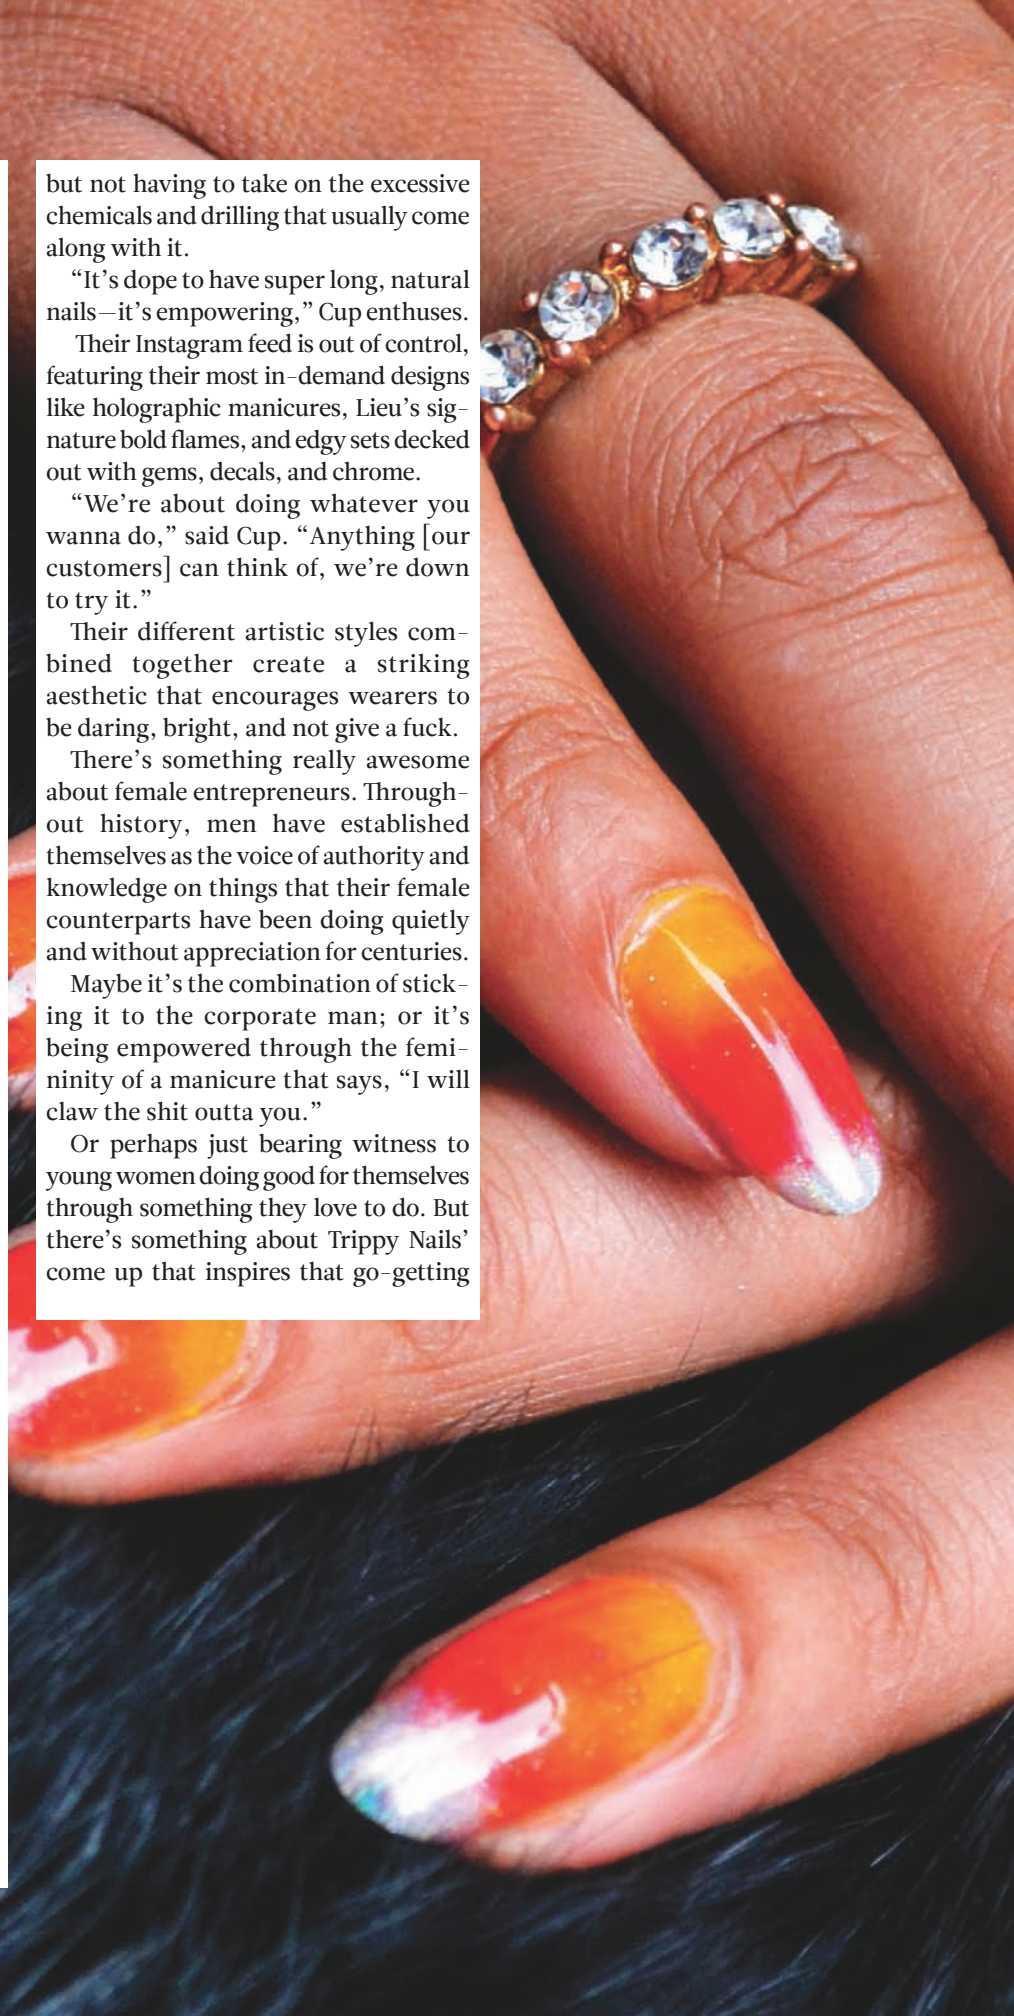 but not having to take on the excessive
chemicals and drilling that usually come
along with it.
“It’s dope to have super long, natural
nails—it’s empowering,” Cup enthuses.
Their Instagram feed is out of control,
featuring their most in-demand designs
like holographic manicures, Lieu’s sig-
nature bold flames, and edgy sets decked
out with gems, decals, and chrome.
“We’re about doing whatever you
wanna do,” said Cup. “Anything [our
customers] can think of, we’re down
to try it.”
Their different artistic styles com-
bined together create a striking
aesthetic that encourages wearers to
be daring, bright, and not give a fuck.
There’s something really awesome
about female entrepreneurs. Through-
out history, men have established
themselves as the voice of authority and
knowledge on things that their female
counterparts have been doing quietly
and without appreciation for centuries.
Maybe it’s the combination of stick-
ing it to the corporate man; or it’s
being empowered through the femi-
ninity of a manicure that says, “I will
claw the shit outta you.”
Or perhaps just bearing witness to
young women doing good for themselves
through something they love to do. But
there’s something about Trippy Nails’
come up that inspires that go-getting